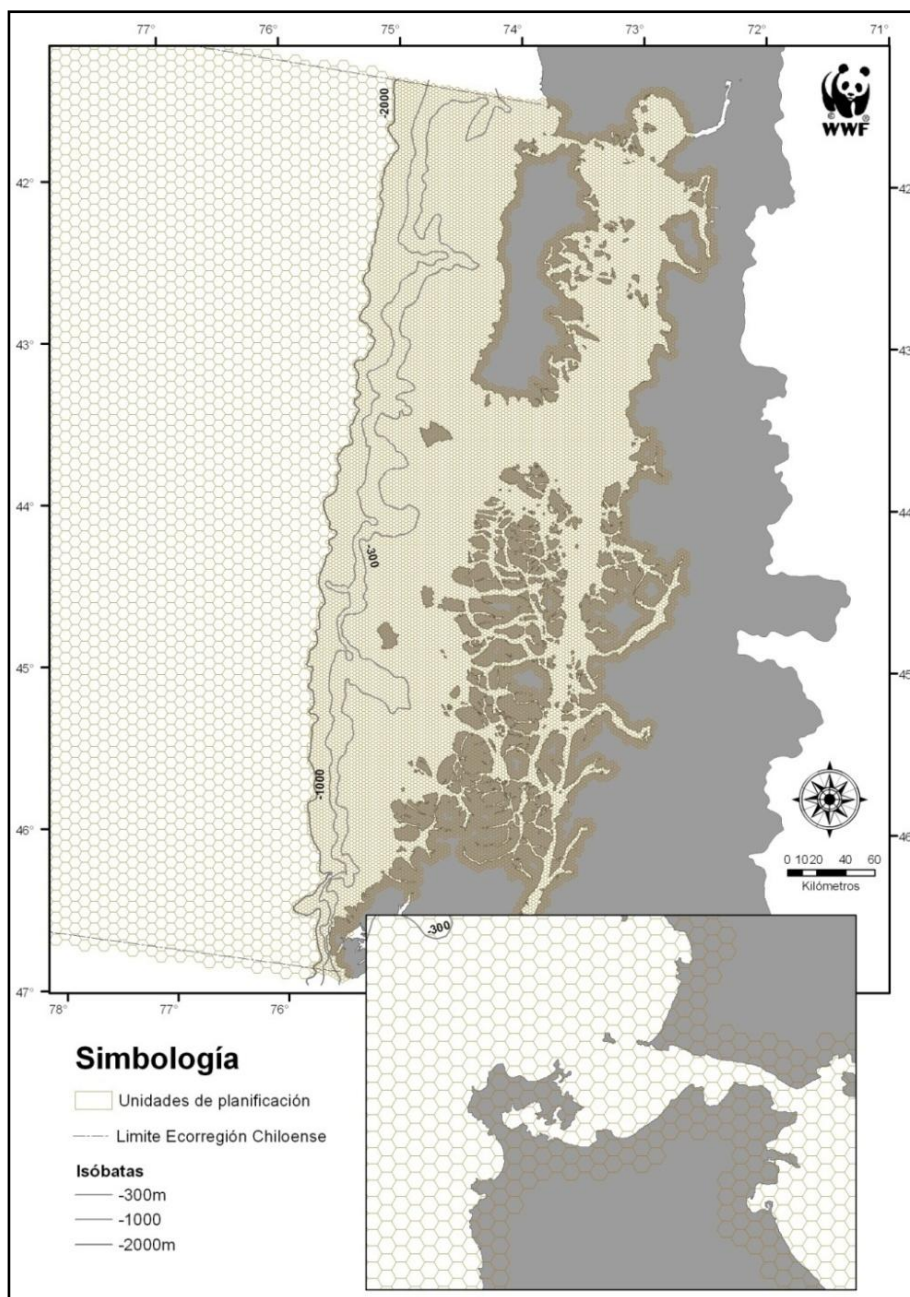 77° 76° 75° 74° 73° 72° 71°
WWF
-2000
42° 42
43° 43
44° 44
-300
45° 45
-1000
46° 46
0 10 20 40 60
Kilómetros
47°
78° 77° 76° 75
-300
Simbología
Unidades de planificación
Limite Ecorregión Chiloense
Isóbatas
-300m
-1000
-2000m